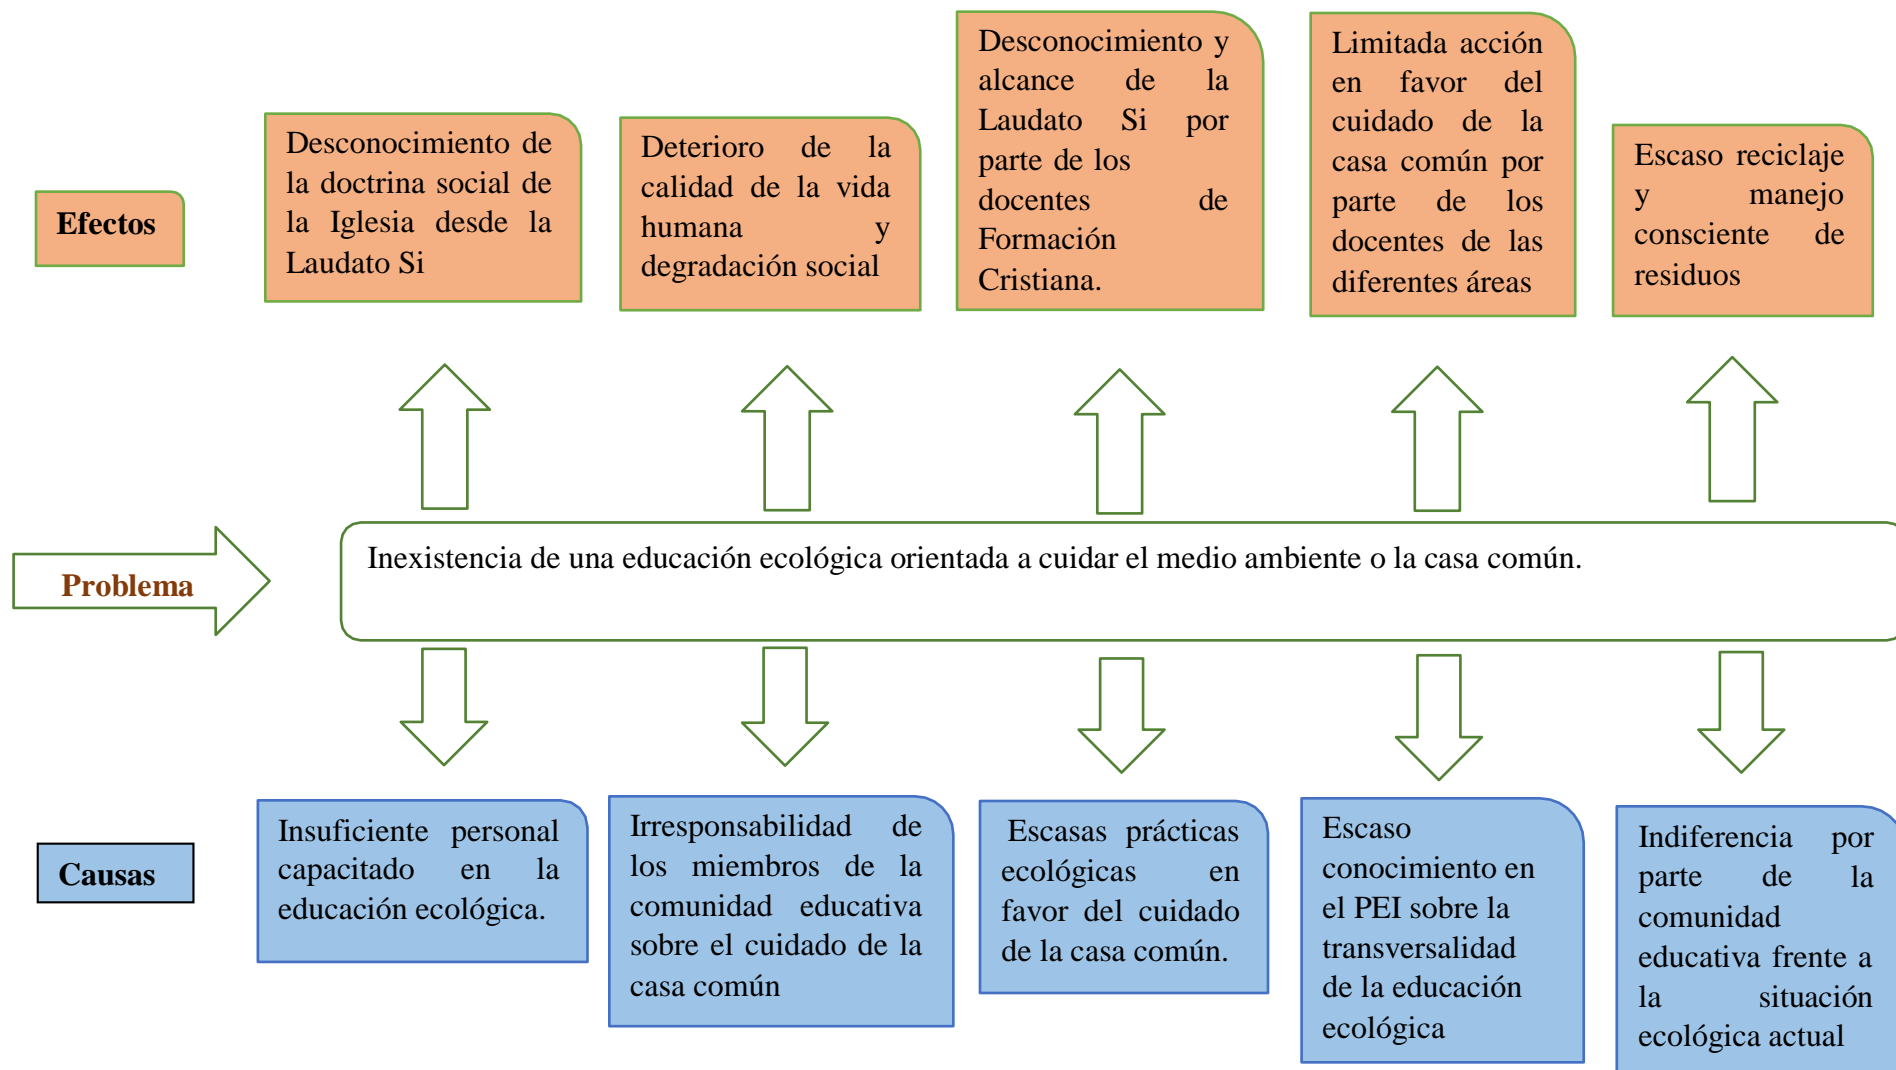 Efectos
Desconocimiento de
la doctrina social de
la Iglesia desde la
Laudato Si
Deterioro de la
calidad de la vida
humana y
degradación social
Desconocimiento y
alcance de la
Laudato Si por
parte de los
docentes de
Formación
Cristiana.
Limitada acción
en favor del
cuidado de la
casa común por
parte de los
docentes de las
diferentes áreas
Escaso reciclaje
y manejo
consciente de
residuos
Problema
Inexistencia de una educación ecológica orientada a cuidar el medio ambiente o la casa común.
Causas
Insuficiente personal
capacitado en la
educación ecológica.
Irresponsabilidad de
los miembros de la
comunidad educativa
sobre el cuidado de la
casa común
Escasas prácticas
ecológicas en
favor del cuidado
de la casa común.
Escaso
conocimiento en
el PEI sobre la
transversalidad
de la educación
ecológica
Indiferencia por
parte de la
comunidad
educativa frente a
la situación
ecológica actual